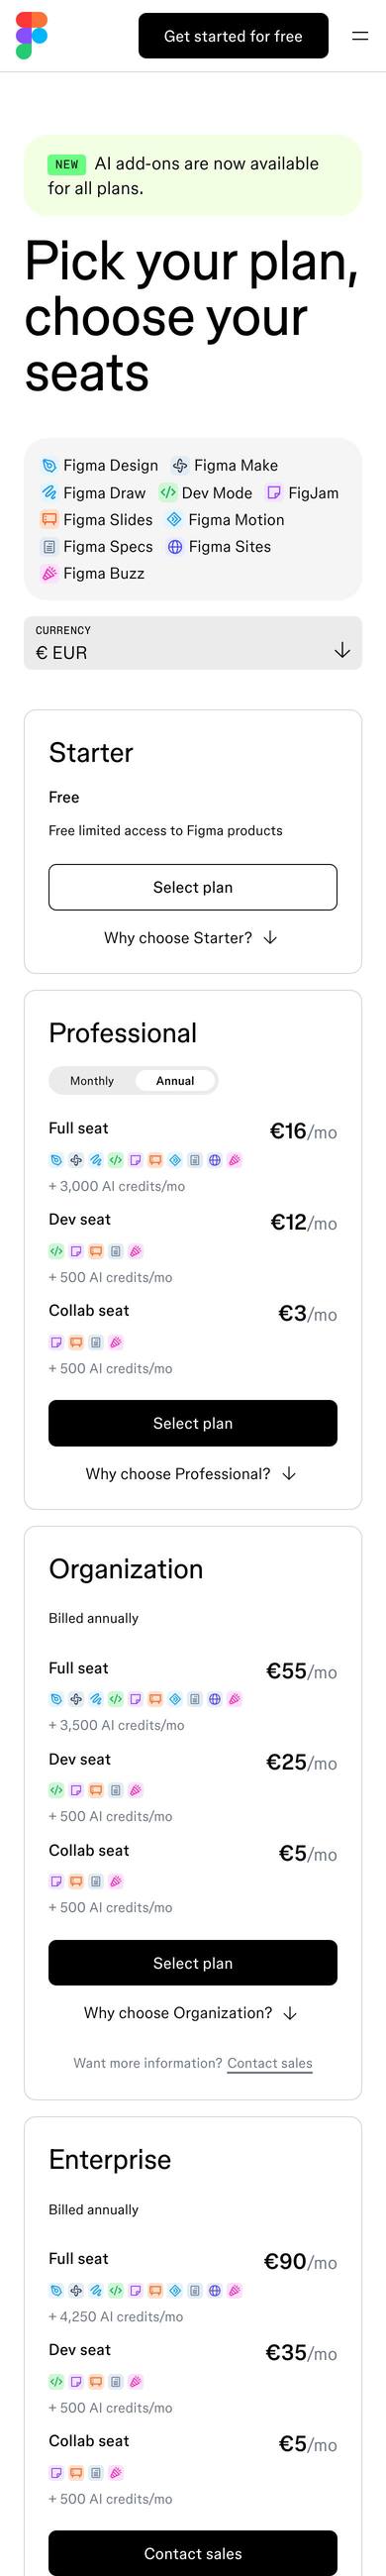 Get started for free
NEW AI add-ons are now available
for all plans.
Pick your plan,
choose your
seats
Figma Design Figma Make
Figma Draw Dev Mode FigJam
Figma Slides Figma Motion
Figma Specs Figma Sites
Figma Buzz
CURRENCY
€ EUR
Starter
Free
Free limited access to Figma products
Select plan
Why choose Starter?
Professional
Monthly Annual
Full seat €16/mo
+ 3,000 AI credits/mo
Dev seat €12/mo
+ 500 AI credits/mo
Collab seat €3/mo
+ 500 AI credits/mo
Select plan
Why choose Professional?
Organization
Billed annually
Full seat €55/mo
+ 3,500 AI credits/mo
Dev seat €25/mo
+ 500 AI credits/mo
Collab seat €5/mo
+ 500 AI credits/mo
Select plan
Why choose Organization?
Want more information? Contact sales
Enterprise
Billed annually
Full seat €90/mo
+ 4,250 AI credits/mo
Dev seat €35/mo
+ 500 AI credits/mo
Collab seat €5/mo
+ 500 AI credits/mo
Contact sales